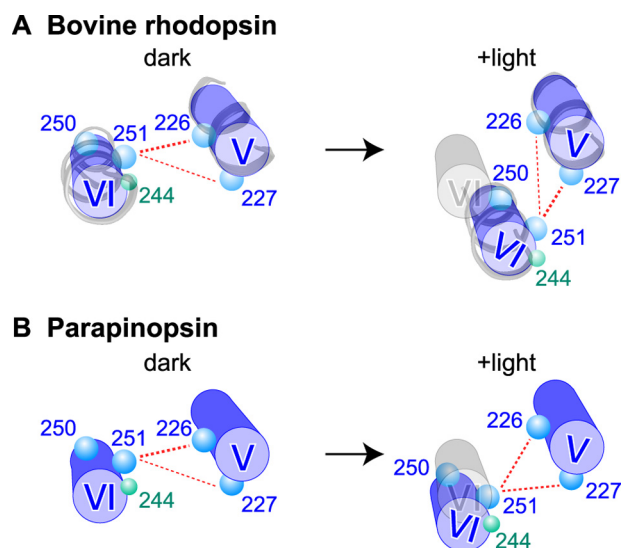 A Bovine rhodopsin
dark
+light
250
251
226
V
VI
244
227
226
V
VI
250
227
251
VI
244
B Parapinopsin
dark
+light
250
251
226
V
VI
244
227
226
V
250
VI
251
227
VI
244